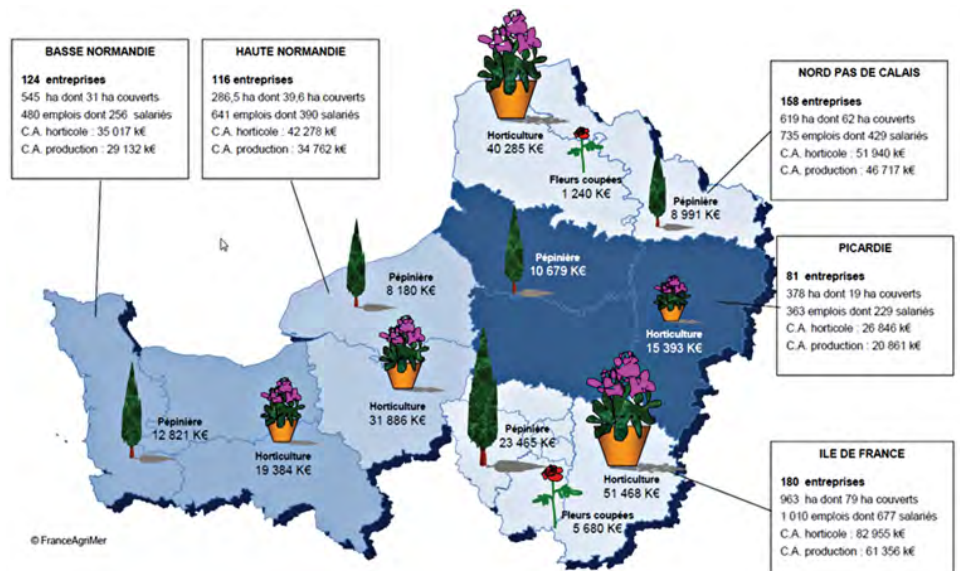 BASSE NORMANDIE
124 entreprises
545 ha dont 31 ha couverts
480 emplois dont 256 salariés
C.A. horticole : 35 017 k€
C.A. production : 29 132 k€
HAUTE NORMANDIE
116 entreprises
286,5 ha dont 39,6 ha couverts
641 emplois dont 390 salariés
C.A. horticole : 42 278 k€
C.A. production : 34 762 k€
NORD PAS DE CALAIS
158 entreprises
619 ha dont 62 ha couverts
735 emplois dont 429 salariés
C.A. horticole : 51 940 k€
C.A. production : 46 717 k€
Horticulture
40 285 K€
Fleurs coupées
1 240 K€
Pépinière
8 991 K€
Pépinière
10 679 K€
Pépinière
8 180 K€
PICARDIE
81 entreprises
378 ha dont 19 ha couverts
363 emplois dont 229 salariés
C.A. horticole : 26 846 k€
C.A. production : 20 861 k€
Horticulture
15 393 K€
Horticulture
31 886 K€
Pépinière
12 821 K€
Horticulture
19 384 K€
Pépinière
23 465 K€
Horticulture
51 468 K€
Fleurs coupées
5 680 K€
ILE DE FRANCE
180 entreprises
963 ha dont 79 ha couverts
1 010 emplois dont 677 salariés
C.A. horticole : 82 955 k€
C.A. production : 61 356 k€
© FranceAgriMer